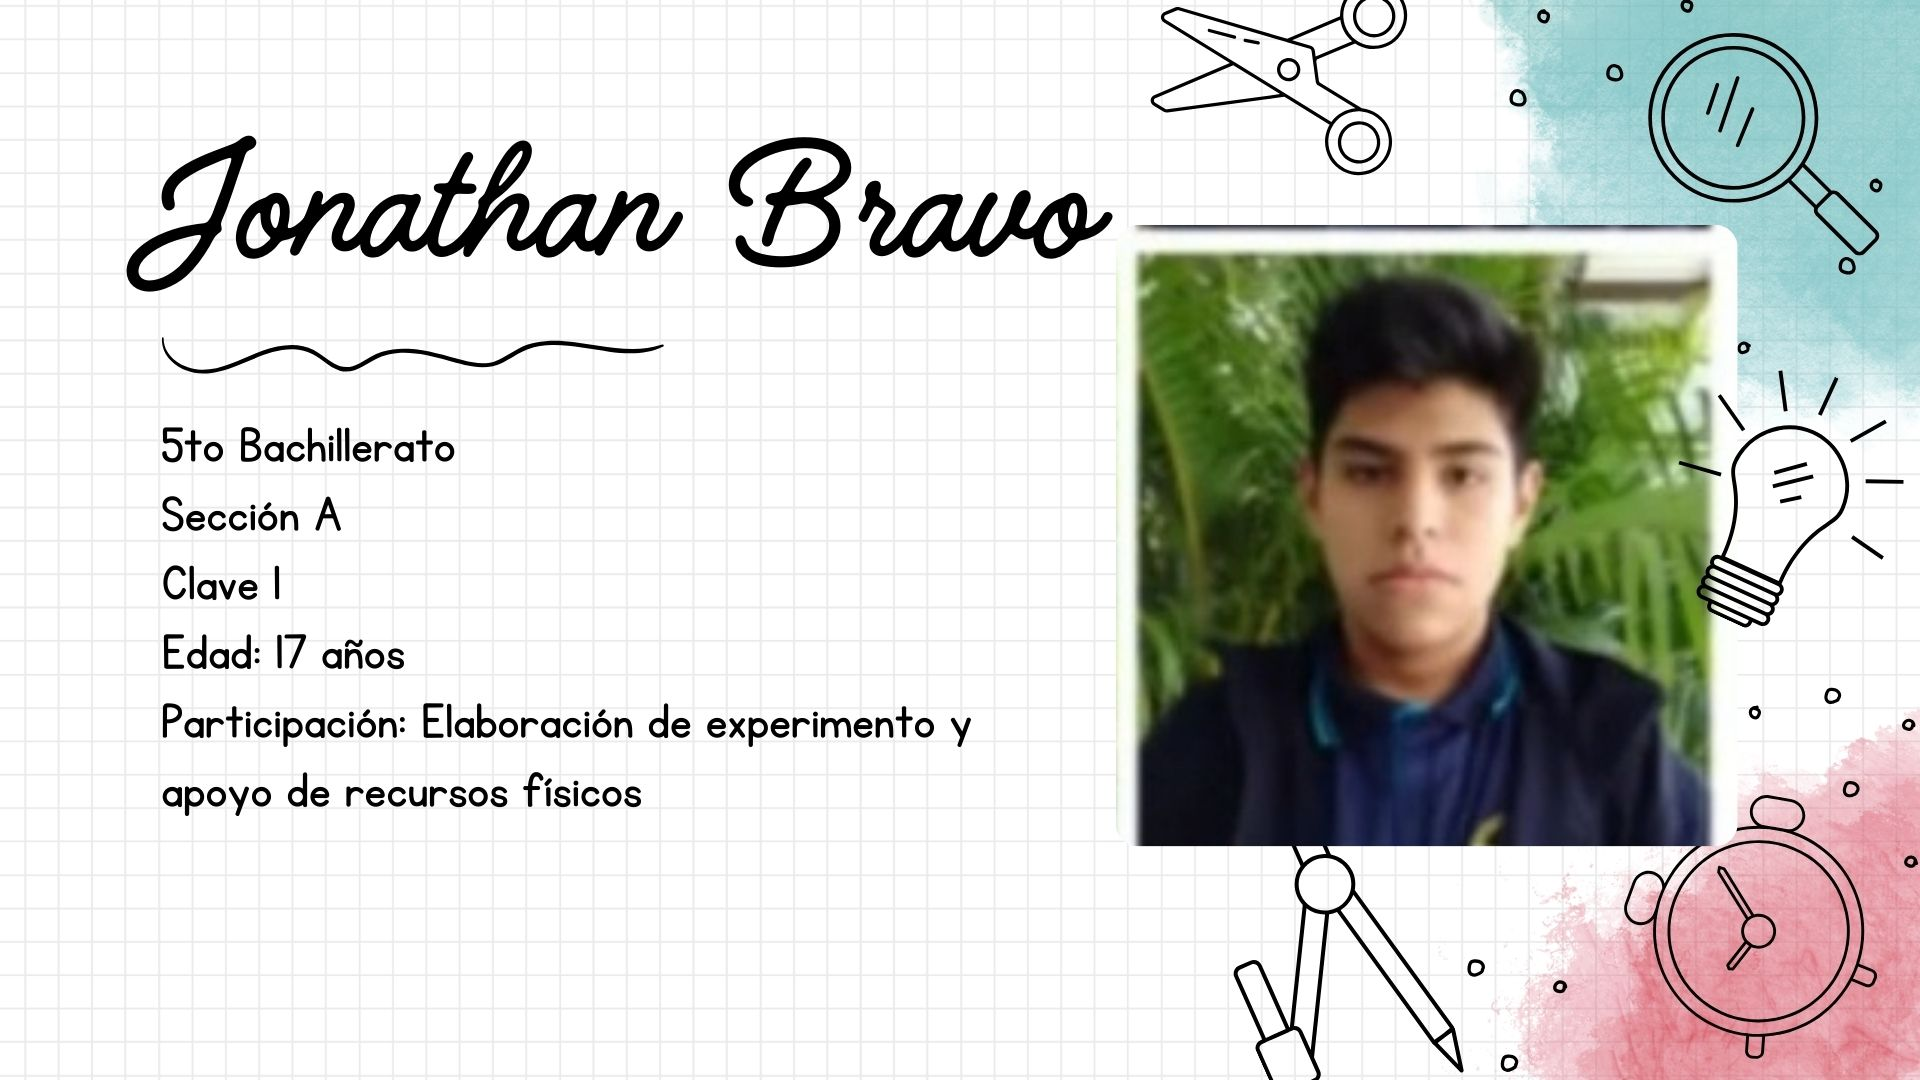 Jonathan Bravo
5to Bachillerato
Sección A
Clave 1
Edad: 17 años
Participación: Elaboración de experimento y
apoyo de recursos físicos